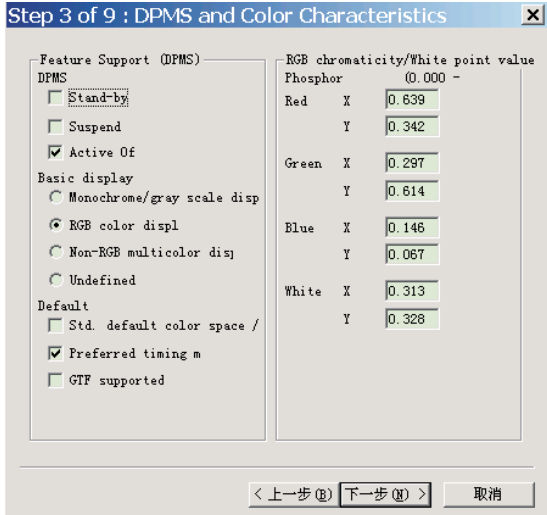 Step 3 of 9 : DPMS and Color Characteristics
Feature Support (DPMS)
DPMS
Stand-by
Suspend
Active Of
Basic display
Monochrome/gray scale disp
RGB color displ
Non-RGB multicolor disj
Undefined
Default
Std. default color space /
Preferred timing m
GTF supported
RGB chromaticity/White point value
Phosphor (0.000 -
Red X 0.639
Y 0.342
Green X 0.297
Y 0.614
Blue X 0.146
Y 0.067
White X 0.313
Y 0.328
< 上一步(B) 下一步(N) > 取消